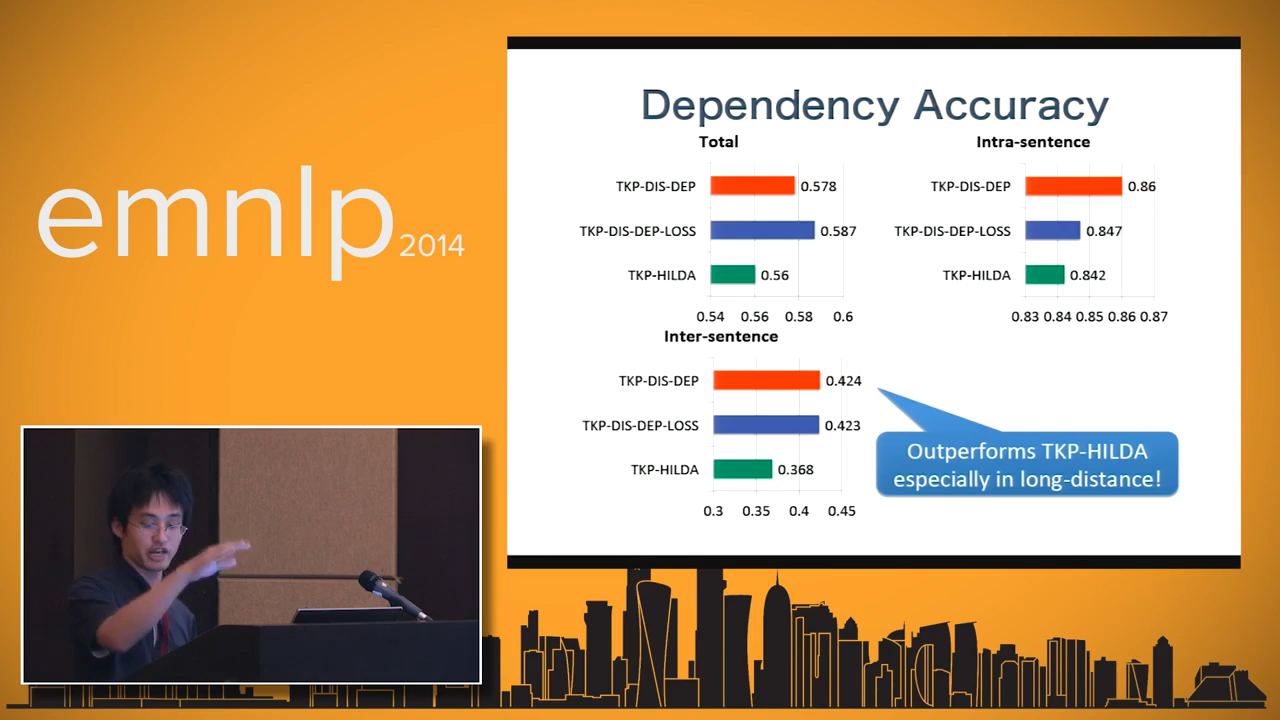 emnlp 2014
Dependency Accuracy
Total
TKP-DIS-DEP 0.578
TKP-DIS-DEP-LOSS 0.587
TKP-HILDA 0.56
0.54 0.56 0.58 0.6
Intra-sentence
TKP-DIS-DEP 0.86
TKP-DIS-DEP-LOSS 0.847
TKP-HILDA 0.842
0.83 0.84 0.85 0.86 0.87
Inter-sentence
TKP-DIS-DEP 0.424
TKP-DIS-DEP-LOSS 0.423
TKP-HILDA 0.368
0.3 0.35 0.4 0.45
Outperforms TKP-HILDA
especially in long-distance!